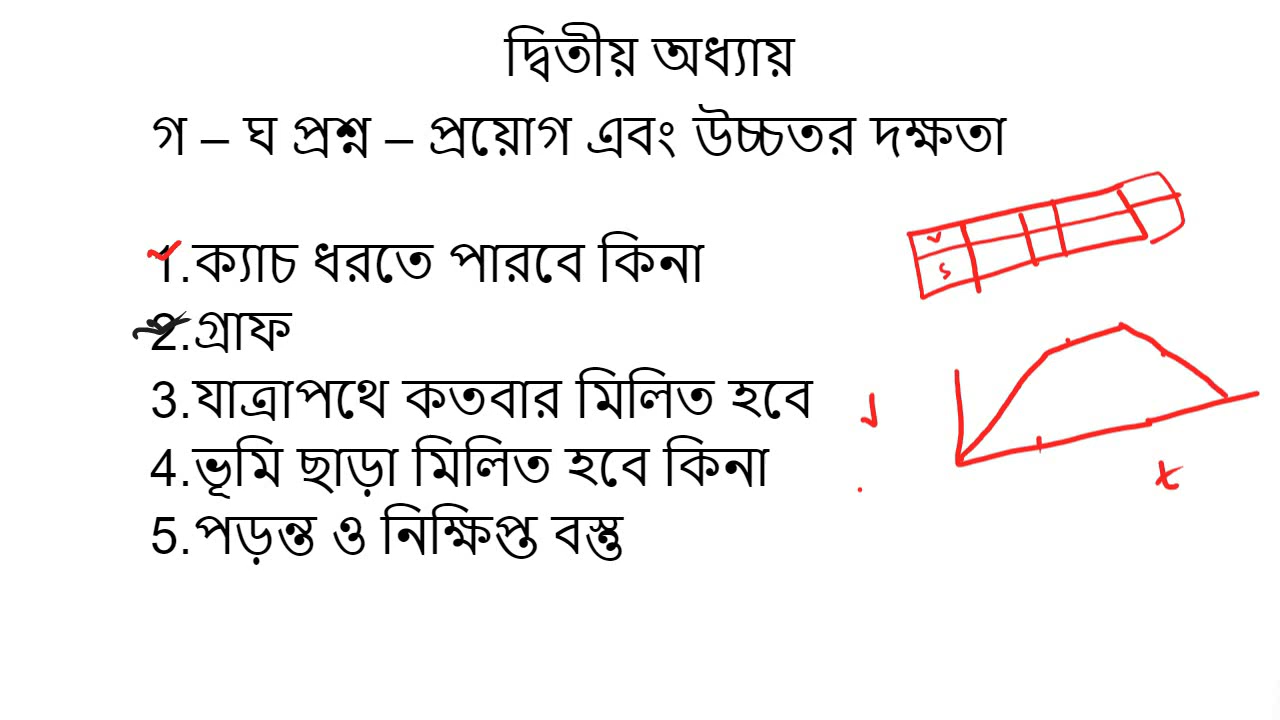 দ্বিতীয় অধ্যায়
গ – ঘ প্রশ্ন – প্রয়োগ এবং উচ্চতর দক্ষতা
1.ক্যাচ ধরতে পারবে কিনা
2.গ্রাফ
3.যাত্রাপথে কতবার মিলিত হবে
4.ভূমি ছাড়া মিলিত হবে কিনা
5.পড়ন্ত ও নিক্ষিপ্ত বস্তু
v
s
t